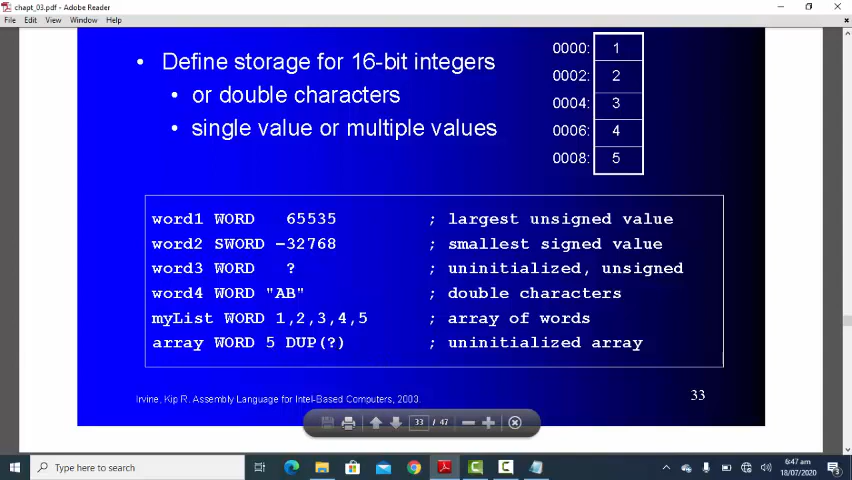 chapt_03.pdf - Adobe Reader
File Edit View Window Help
• Define storage for 16-bit integers
• or double characters
• single value or multiple values
0000: 1
0002: 2
0004: 3
0006: 4
0008: 5
word1 WORD 65535 ; largest unsigned value
word2 SWORD –32768 ; smallest signed value
word3 WORD ? ; uninitialized, unsigned
word4 WORD "AB" ; double characters
myList WORD 1,2,3,4,5 ; array of words
array WORD 5 DUP(?) ; uninitialized array
Irvine, Kip R. Assembly Language for Intel-Based Computers, 2003.
33
33 / 47
Type here to search
6:47 am
18/07/2020
3